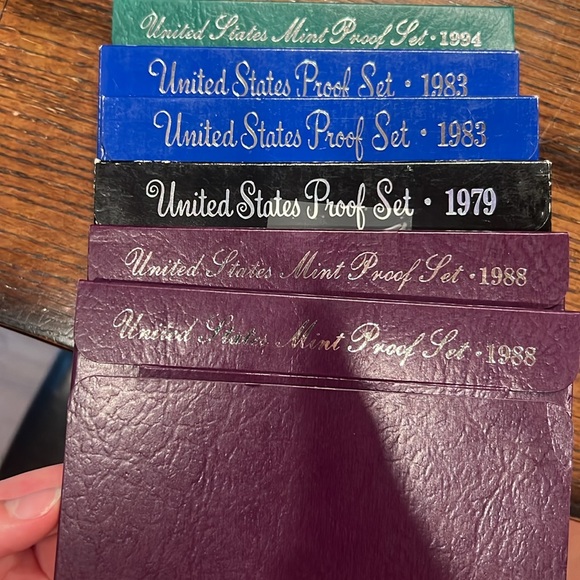 United States Mint Proof Set · 1994
United States Proof Set · 1983
United States Proof Set · 1983
United States Proof Set · 1979
United States Mint Proof Set · 1988
United States Mint Proof Set · 1988